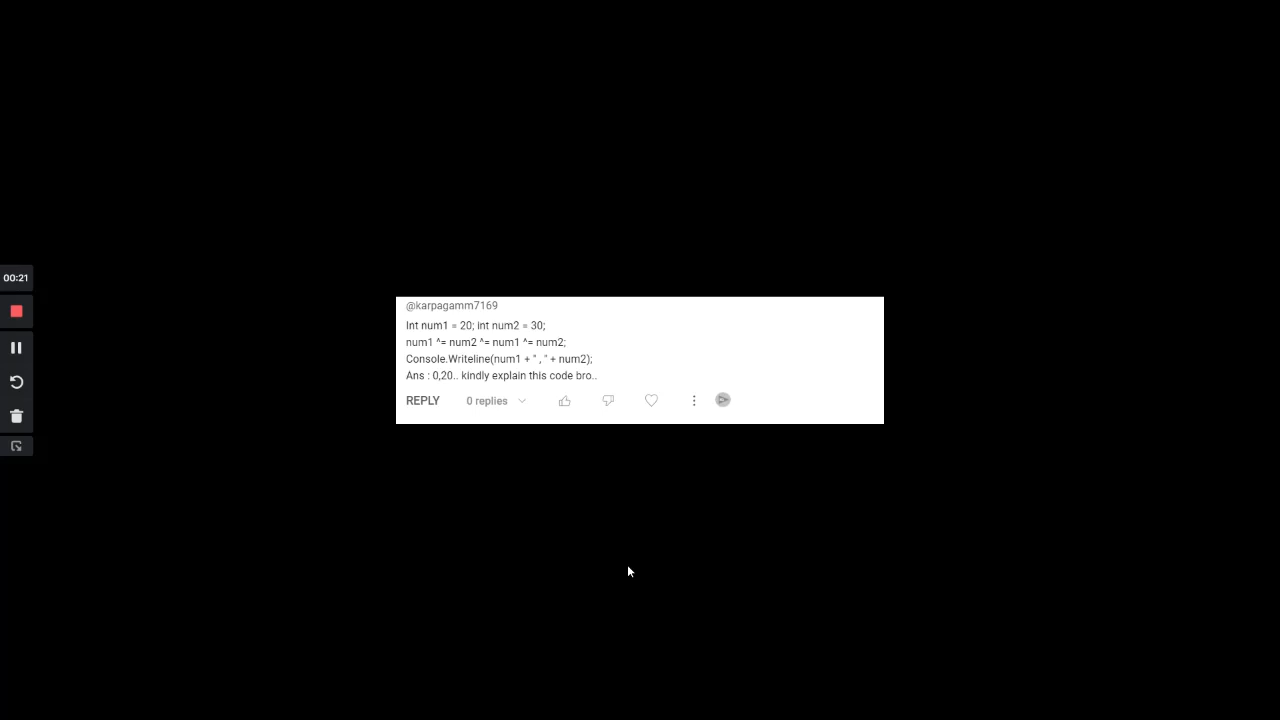 00:21
@karpagamm7169
Int num1 = 20; int num2 = 30;
num1 ^= num2 ^= num1 ^= num2;
Console.Writeline(num1 + " , " + num2);
Ans : 0,20.. kindly explain this code bro..
REPLY 0 replies